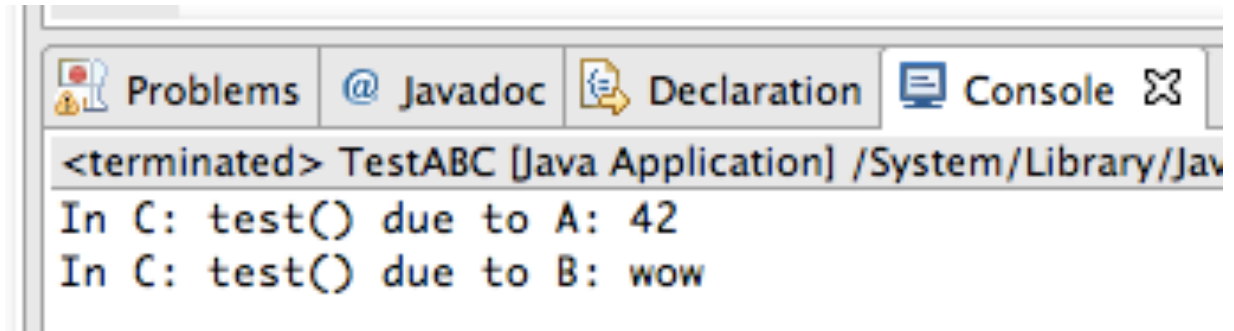 Problems @ Javadoc Declaration Console
<terminated> TestABC [Java Application] /System/Library/Jav
In C: test() due to A: 42
In C: test() due to B: wow